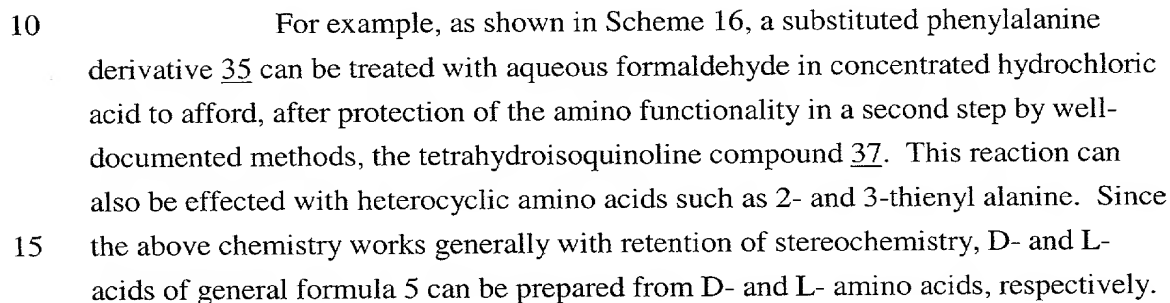 10 For example, as shown in Scheme 16, a substituted phenylalanine
derivative 35 can be treated with aqueous formaldehyde in concentrated hydrochloric
acid to afford, after protection of the amino functionality in a second step by well-
documented methods, the tetrahydroisoquinoline compound 37. This reaction can
also be effected with heterocyclic amino acids such as 2- and 3-thienyl alanine. Since
15 the above chemistry works generally with retention of stereochemistry, D- and L-
acids of general formula 5 can be prepared from D- and L- amino acids, respectively.